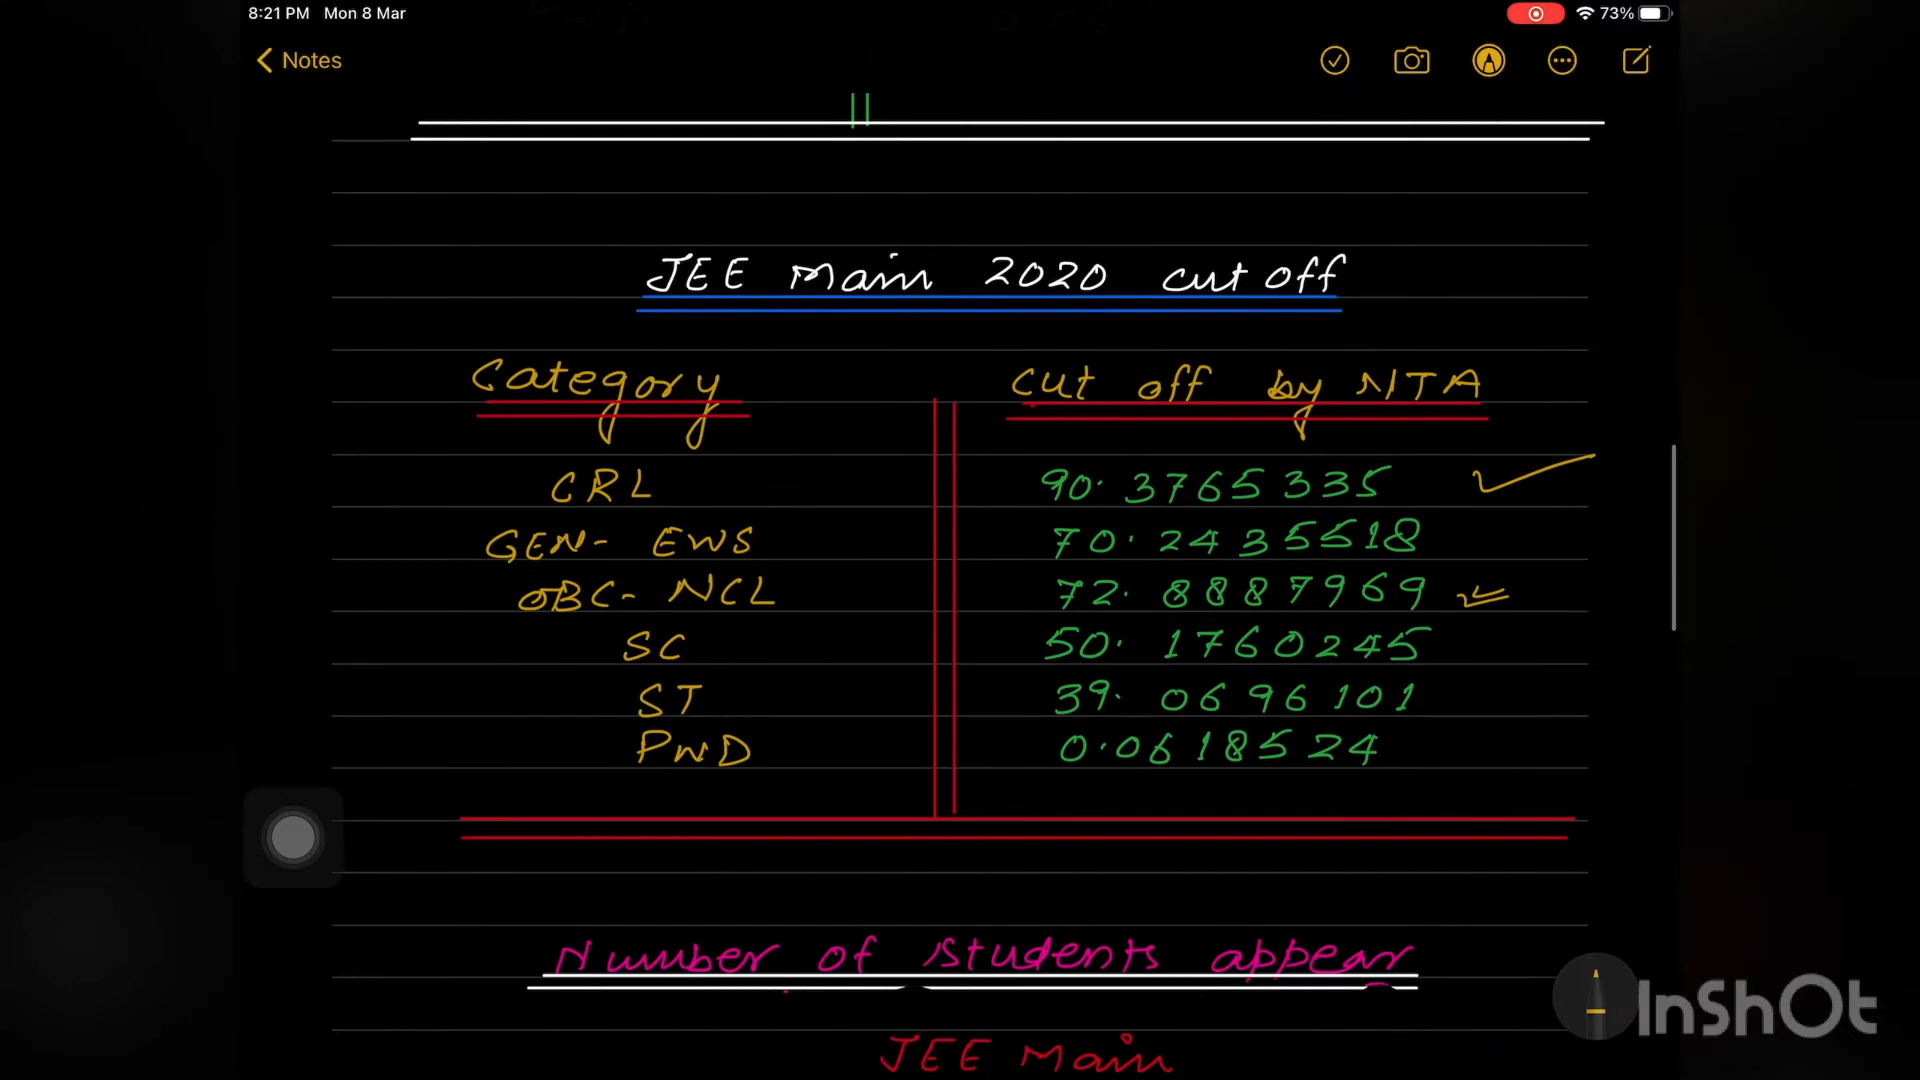 8:21 PM Mon 8 Mar 73%
Notes
JEE Main 2020 cut off
Category cut off by NTA
CRL 90.3765335
GEN- EWS 70.2435518
OBC- NCL 72.8887969
SC 50.1760245
ST 39.0696101
PWD 0.0618524
Number of students appear
JEE Main
InShOt